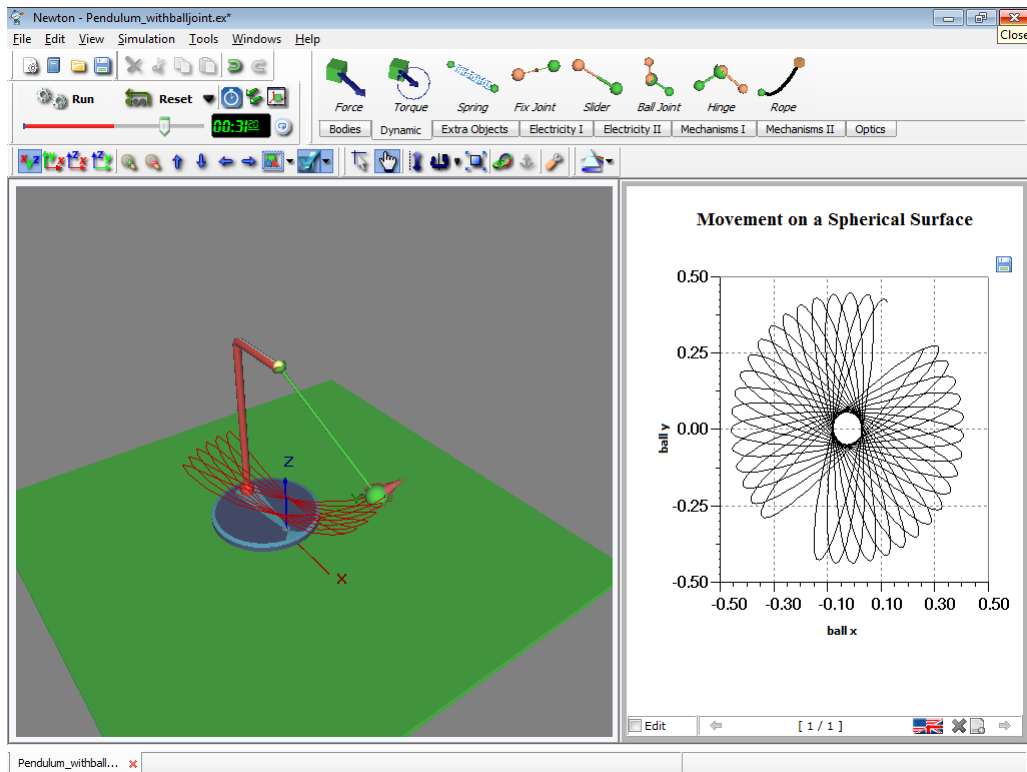 Newton - Pendulum_withballjoint.ex*
Close
File Edit View Simulation Tools Windows Help
Run Reset
00:31 20
Force Torque Spring Fix Joint Slider Ball Joint Hinge Rope
Bodies Dynamic Extra Objects Electricity I Electricity II Mechanisms I Mechanisms II Optics
Z
X
Movement on a Spherical Surface
0.50
0.25
ball y
0.00
-0.25
-0.50
-0.50 -0.30 -0.10 0.10 0.30 0.50
ball x
Edit [ 1 / 1 ]
Pendulum_withball...